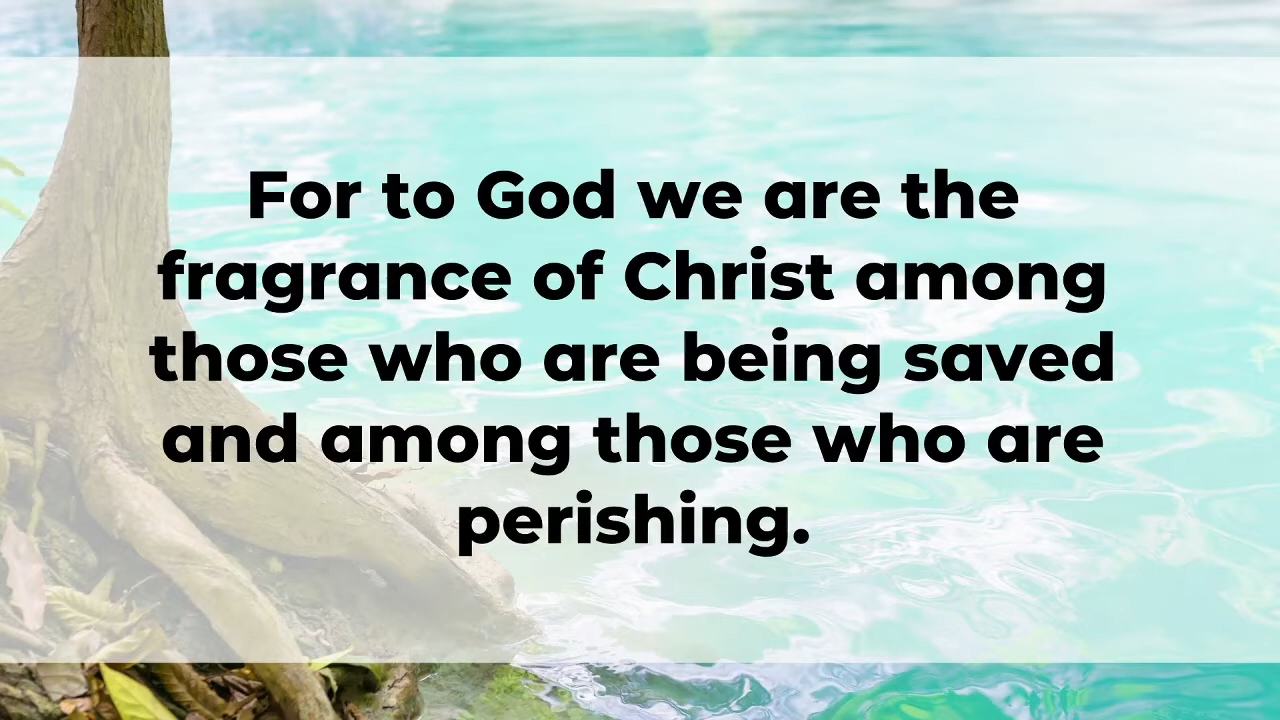 For to God we are the
fragrance of Christ among
those who are being saved
and among those who are
perishing.